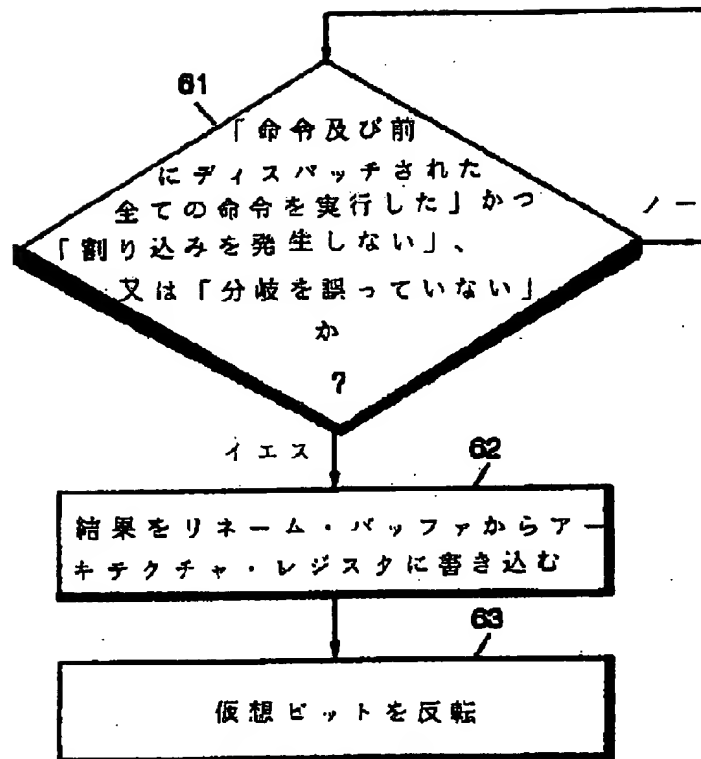 61
「命令及び前
にディスパッチされた
全ての命令を実行した」かつ
「割り込みを発生しない」、
又は「分岐を誤っていない」
か
?
ノー
イエス
62
結果をリネーム・バッファからアー
キテクチャ・レジスタに書き込む
63
仮想ビットを反転